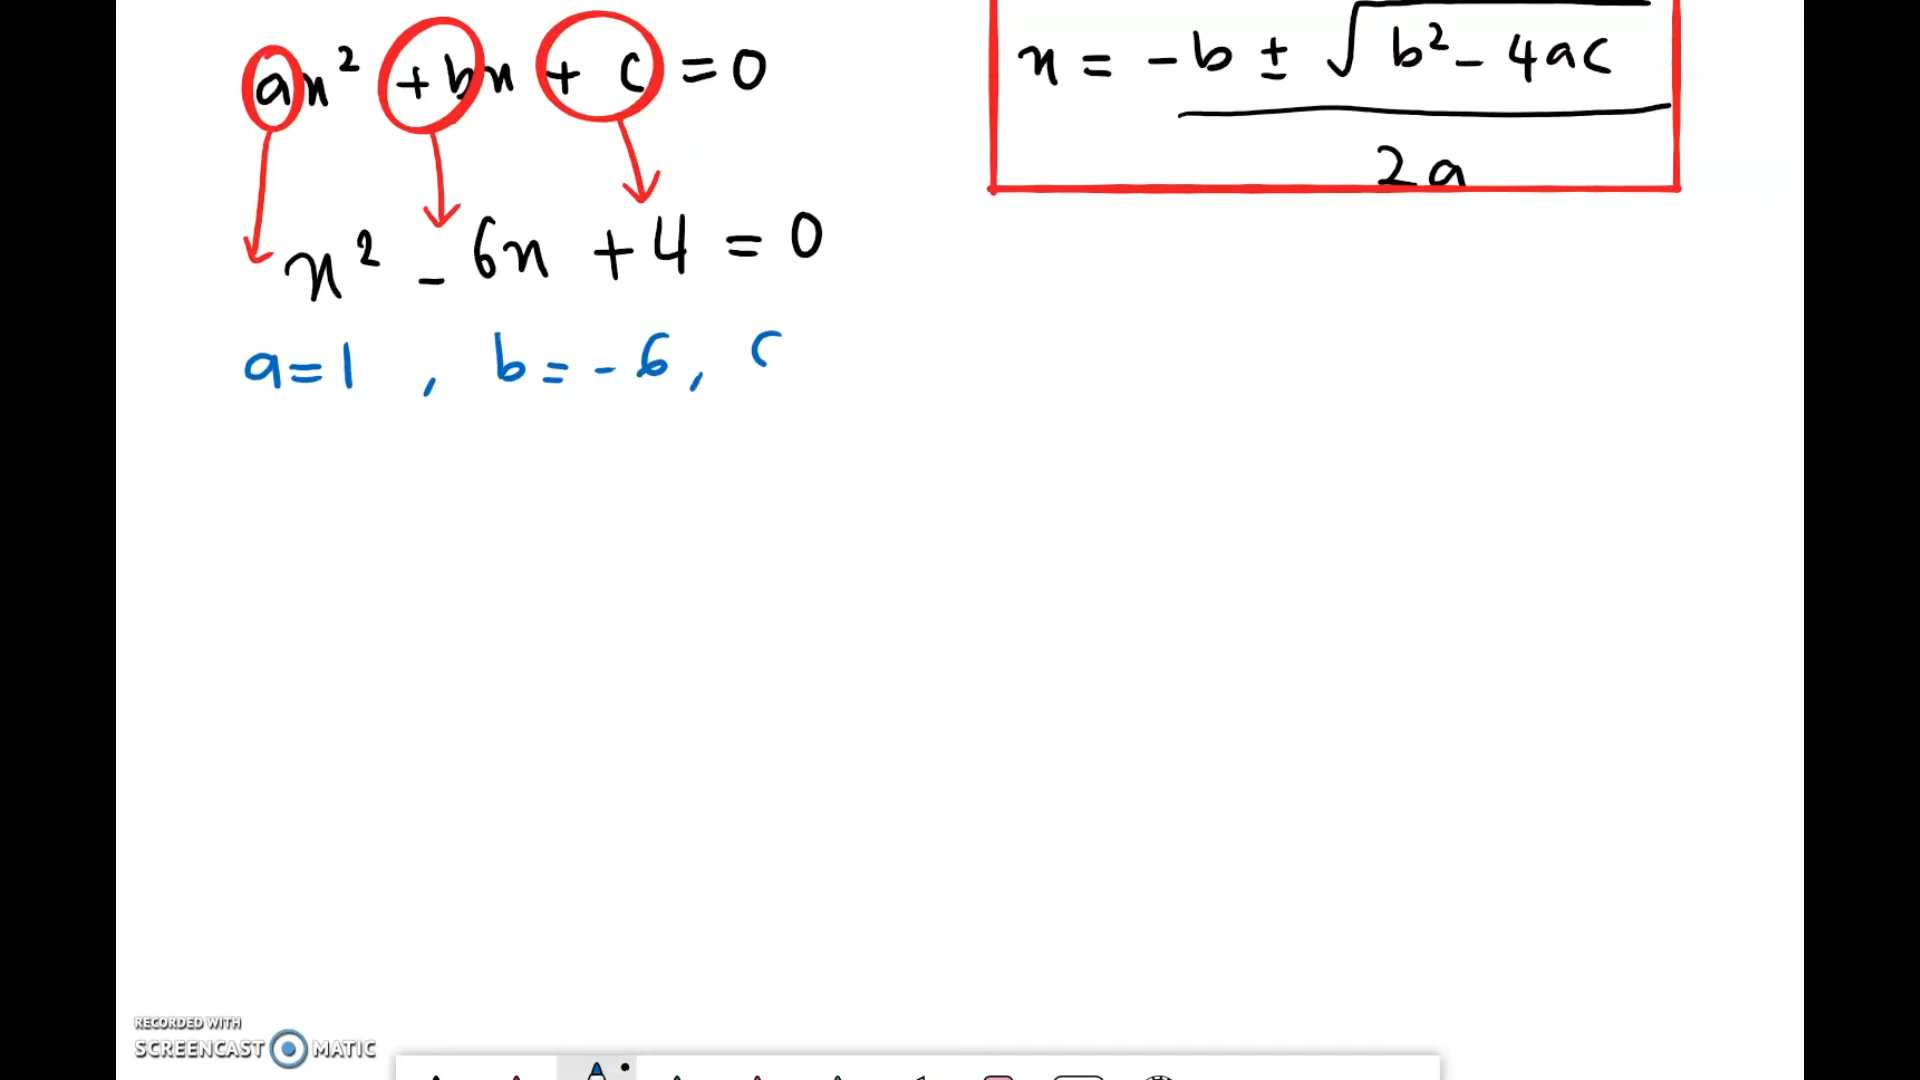 ax² + bx + c = 0
x = -b ± √b² - 4ac
2a
x² - 6x + 4 = 0
a = 1 , b = - 6 , c
RECORDED WITH
SCREENCAST MATIC